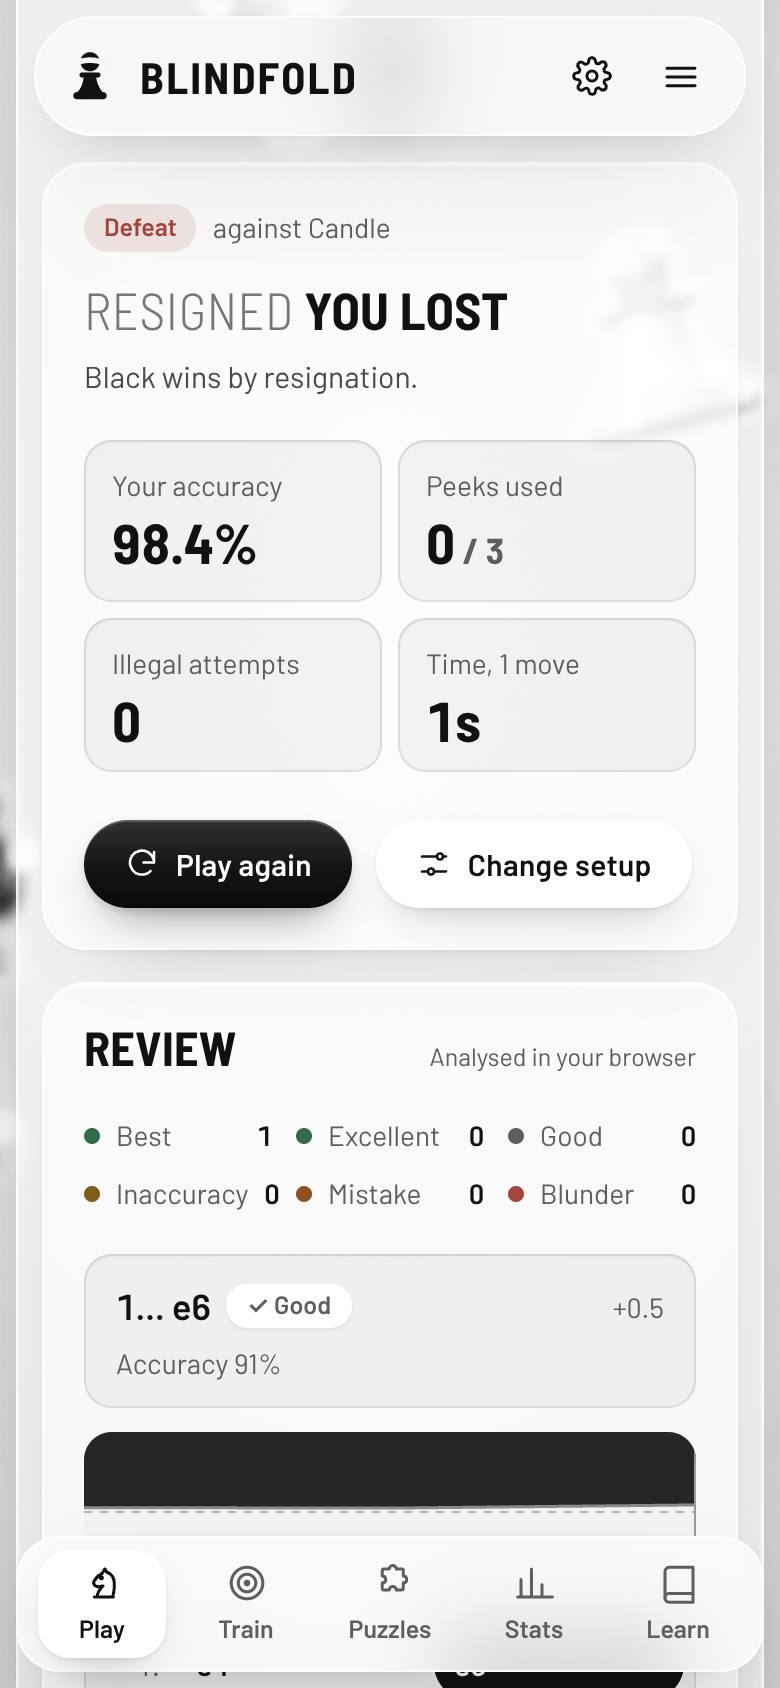 BLINDFOLD
Defeat against Candle
RESIGNED YOU LOST
Black wins by resignation.
Your accuracy
98.4%
Peeks used
0 / 3
Illegal attempts
0
Time, 1 move
1s
Play again
Change setup
REVIEW
Analysed in your browser
Best 1
Excellent 0
Good 0
Inaccuracy 0
Mistake 0
Blunder 0
1... e6 Good +0.5
Accuracy 91%
Play
Train
Puzzles
Stats
Learn